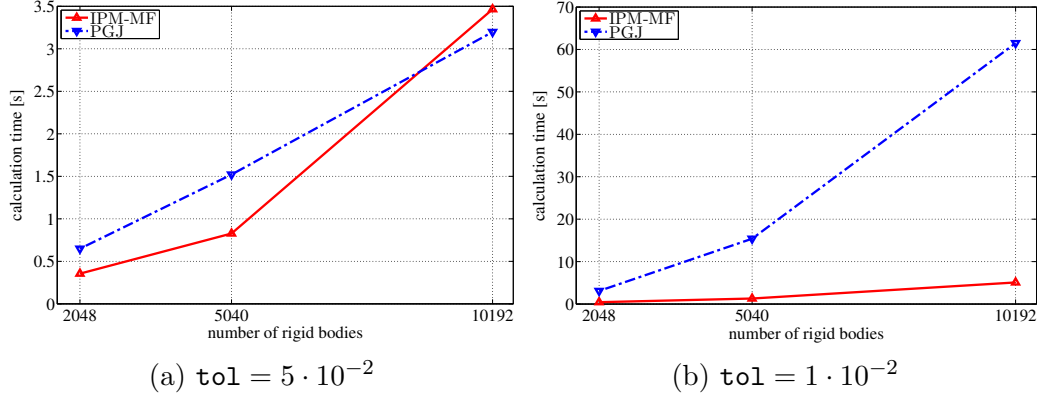 3.5
3
2.5
2
1.5
1
0.5
0
calculation time [s]
IPM-MF
PGJ
2048
5040
10192
number of rigid bodies
(a) tol = 5 · 10⁻²
70
60
50
40
30
20
10
0
calculation time [s]
IPM-MF
PGJ
2048
5040
10192
number of rigid bodies
(b) tol = 1 · 10⁻²